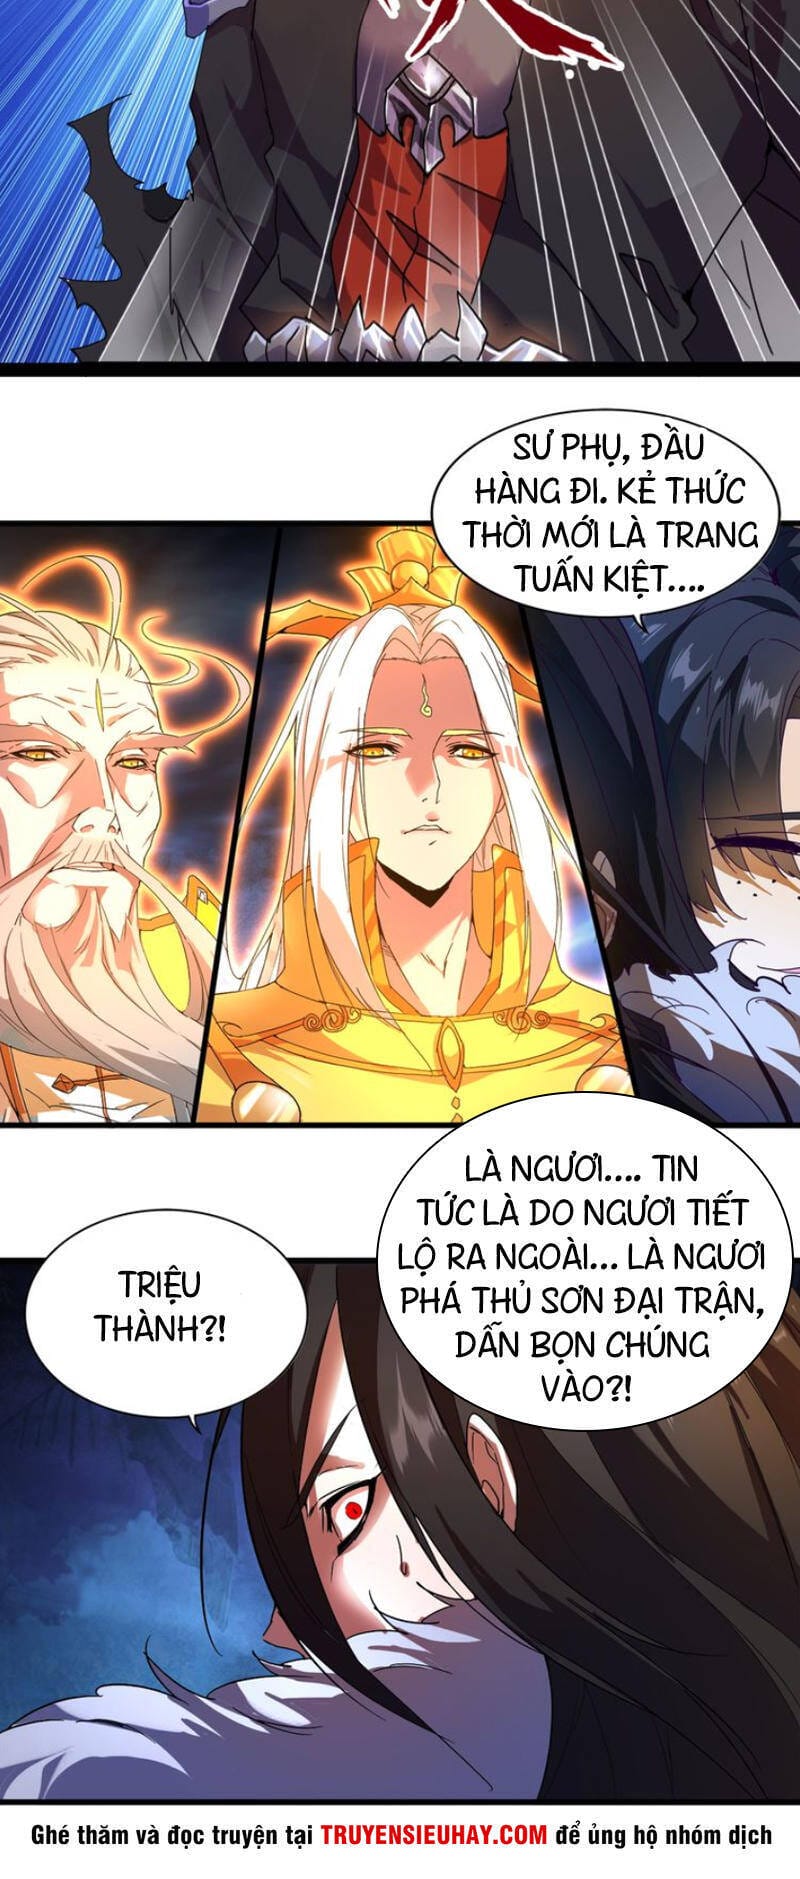 SƯ PHỤ, ĐẦU
HÀNG ĐI. KẺ THỨC
THỜI MỚI LÀ TRANG
TUẤN KIỆT....
LÀ NGƯƠI.... TIN
TỨC LÀ DO NGƯƠI TIẾT
LỘ RA NGOÀI... LÀ NGƯƠI
PHÁ THỦ SƠN ĐẠI TRẬN,
DẪN BỌN CHÚNG
VÀO?!
TRIỆU
THÀNH?!
Ghé thăm và đọc truyện tại TRUYENSIEUHAY.COM để ủng hộ nhóm dịch